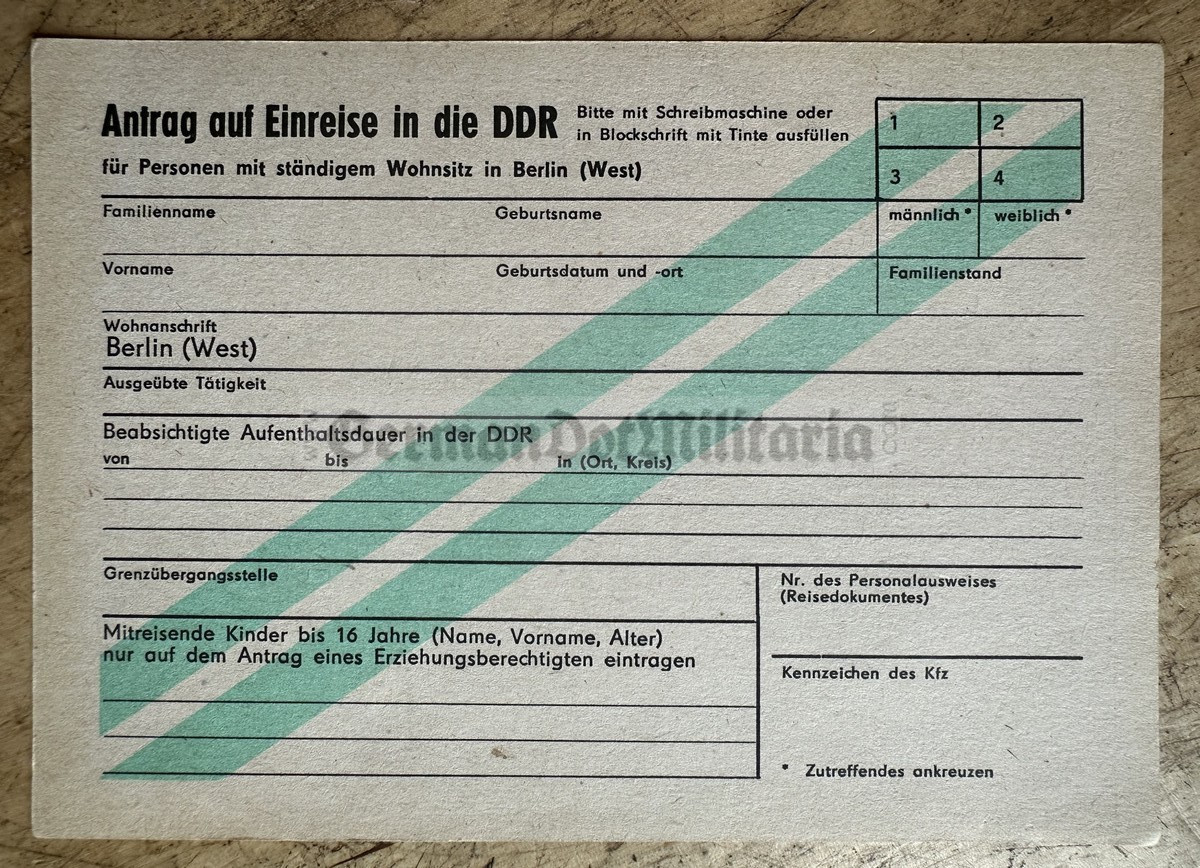 Antrag auf Einreise in die DDR
Bitte mit Schreibmaschine oder
in Blockschrift mit Tinte ausfüllen
für Personen mit ständigem Wohnsitz in Berlin (West)
1 2
3 4
Familienname Geburtsname männlich * weiblich *
Vorname Geburtsdatum und -ort Familienstand
Wohnanschrift
Berlin (West)
Ausgeübte Tätigkeit
Beabsichtigte Aufenthaltsdauer in der DDR
GermanDotMilitaria
von bis in (Ort, Kreis)
Grenzübergangsstelle
Nr. des Personalausweises
(Reisedokumentes)
Mitreisende Kinder bis 16 Jahre (Name, Vorname, Alter)
nur auf dem Antrag eines Erziehungsberechtigten eintragen
Kennzeichen des Kfz
* Zutreffendes ankreuzen